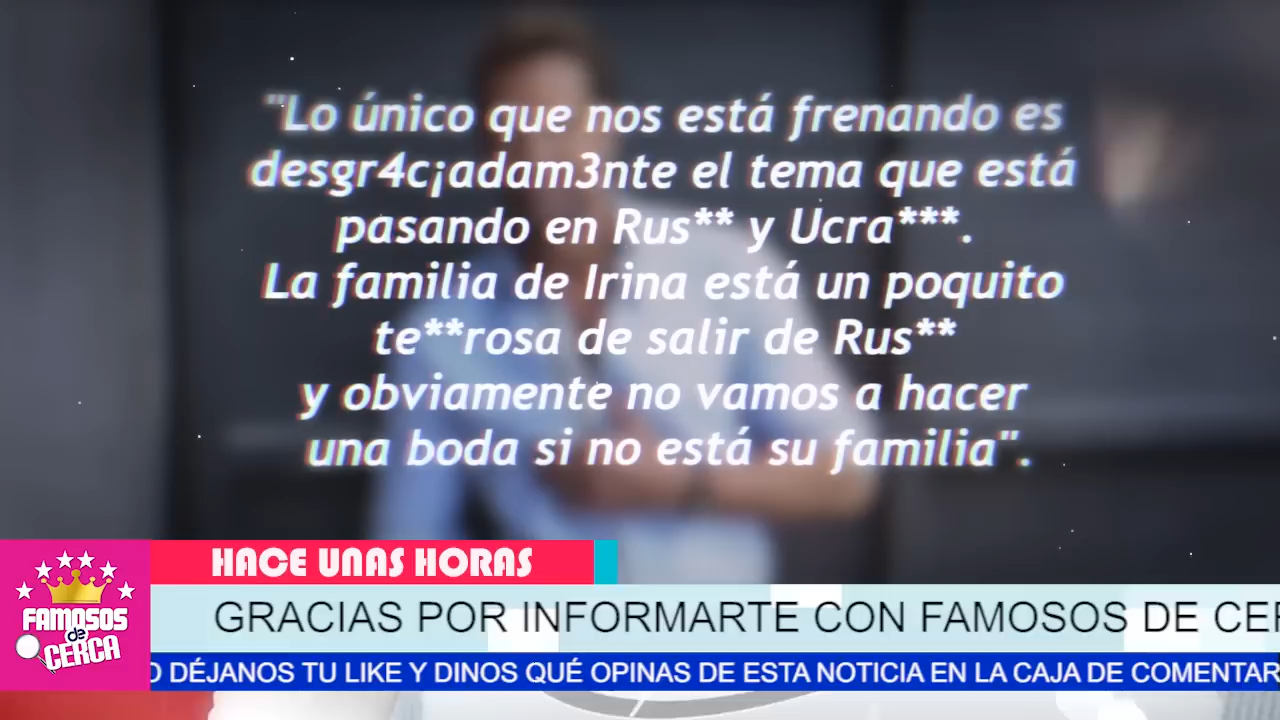 "Lo único que nos está frenando es
desgr4c¡adam3nte el tema que está
pasando en Rus** y Ucra***.
La familia de Irina está un poquito
te**rosa de salir de Rus**
y obviamente no vamos a hacer
una boda si no está su familia".
HACE UNAS HORAS
FAMOSOS
de
CERCA
GRACIAS POR INFORMARTE CON FAMOSOS DE CER
O DÉJANOS TU LIKE Y DINOS QUÉ OPINAS DE ESTA NOTICIA EN LA CAJA DE COMENTAR